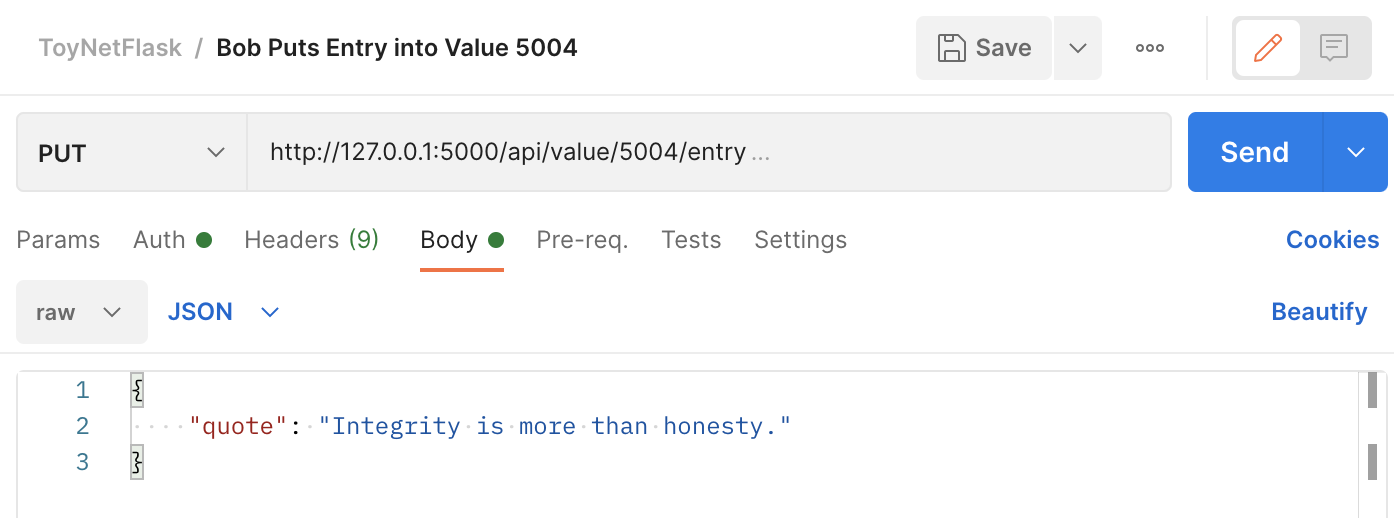 ToyNetFlask / Bob Puts Entry into Value 5004
Save
PUT
http://127.0.0.1:5000/api/value/5004/entry ...
Send
Params Auth Headers (9) Body Pre-req. Tests Settings Cookies
raw JSON Beautify
1 {
2 "quote": "Integrity is more than honesty."
3 }